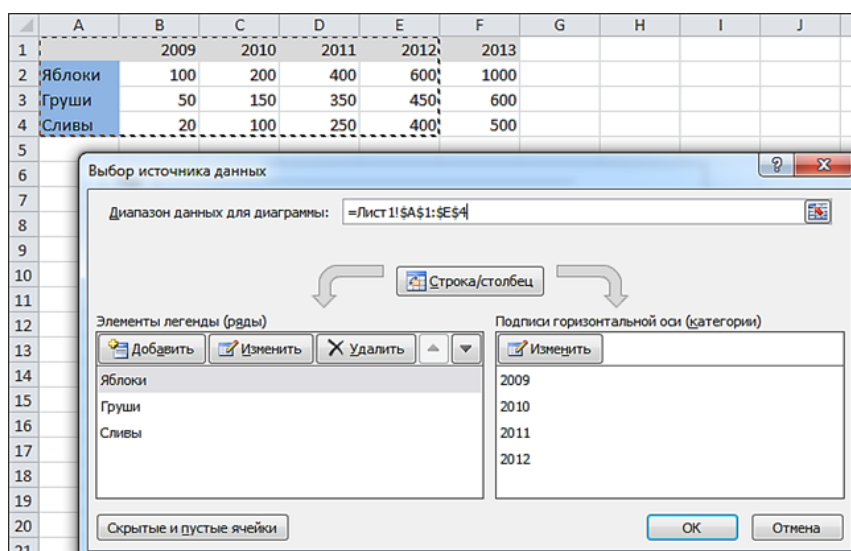 A B C D E F G H I J
1 2009 2010 2011 2012 2013
2 Яблоки 100 200 400 600 1000
3 Груши 50 150 350 450 600
4 Сливы 20 100 250 400 500
5
6 Выбор источника данных
7
8 Диапазон данных для диаграммы: =Лист1!$A$1:$E$4
9
10 Строка/столбец
11
12 Элементы легенды (ряды) Подписи горизонтальной оси (категории)
13 Добавить Изменить Удалить Изменить
14 Яблоки 2009
15 Груши 2010
16 Сливы 2011
17 2012
18
19
20 Скрытые и пустые ячейки ОК Отмена
21